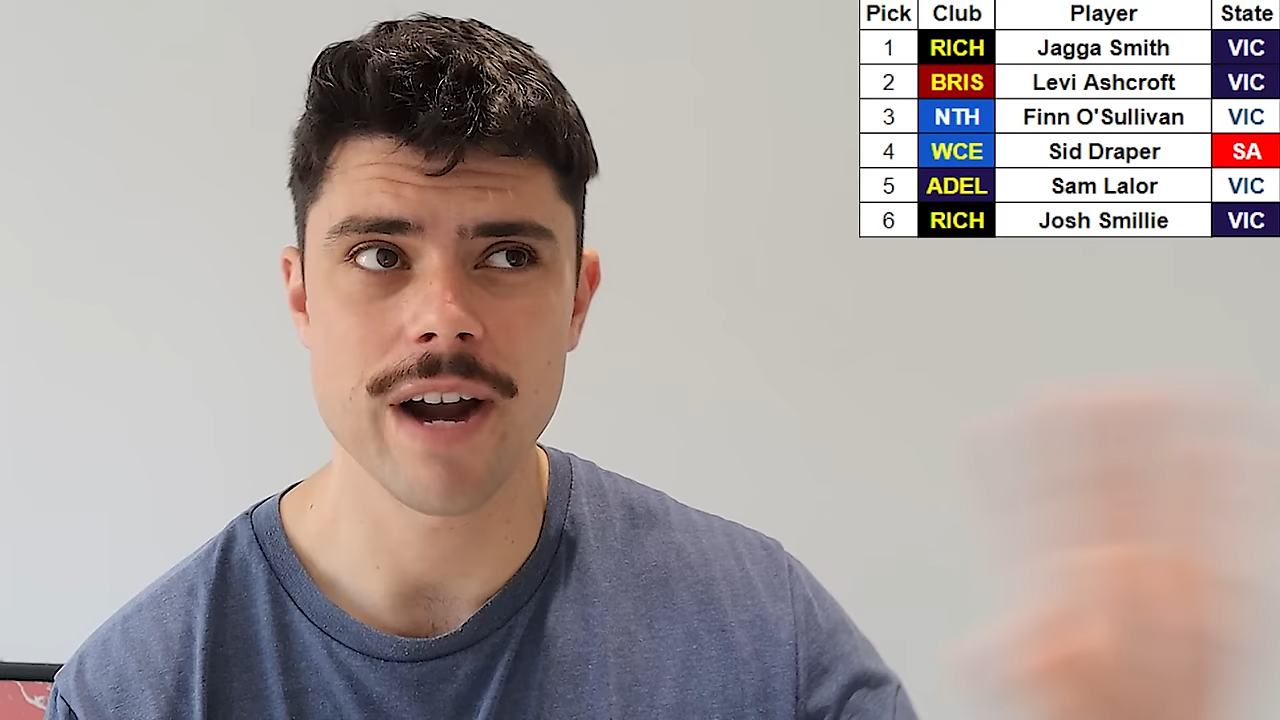 Pick Club Player State
1 RICH Jagga Smith VIC
2 BRIS Levi Ashcroft VIC
3 NTH Finn O'Sullivan VIC
4 WCE Sid Draper SA
5 ADEL Sam Lalor VIC
6 RICH Josh Smillie VIC